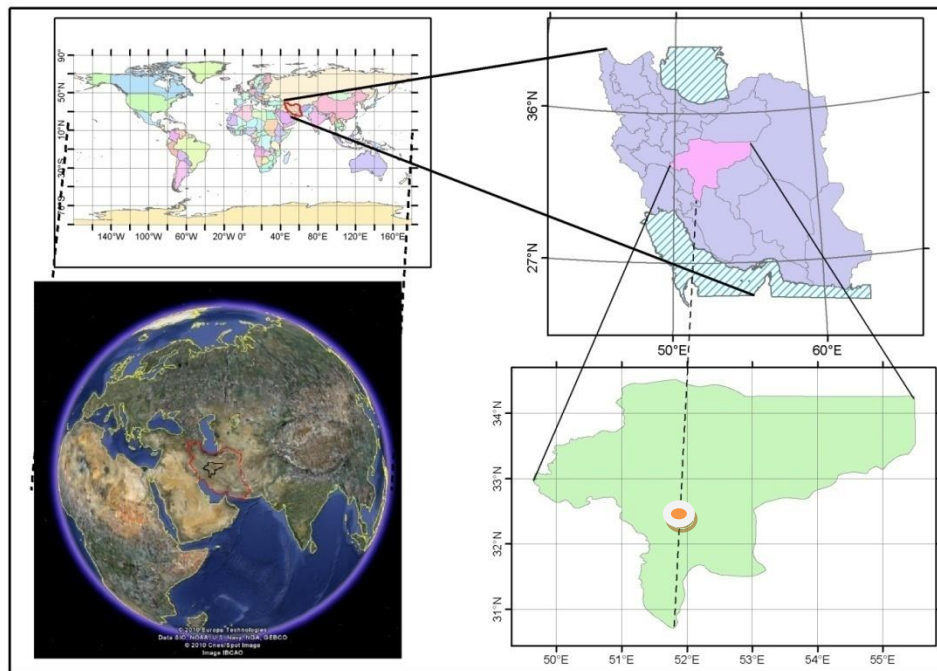 90°
50°N
10°N
30°S
70°S
140°W 100°W 60°W 20°W 0° 40°E 80°E 120°E 160°E
36°N
27°N
50°E 60°E
© 2010 Europa Technologies
Data SIO, NOAA, U.S. Navy, NGA, GEBCO
© 2010 Cnes/Spot Image
Image IBCAO
34°N
33°N
32°N
31°N
50°E 51°E 52°E 53°E 54°E 55°E